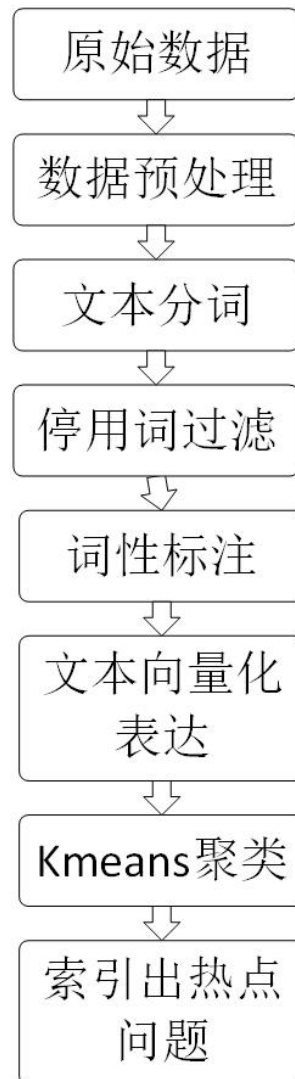 原始数据
数据预处理
文本分词
停用词过滤
词性标注
文本向量化
表达
Kmeans聚类
索引出热点
问题